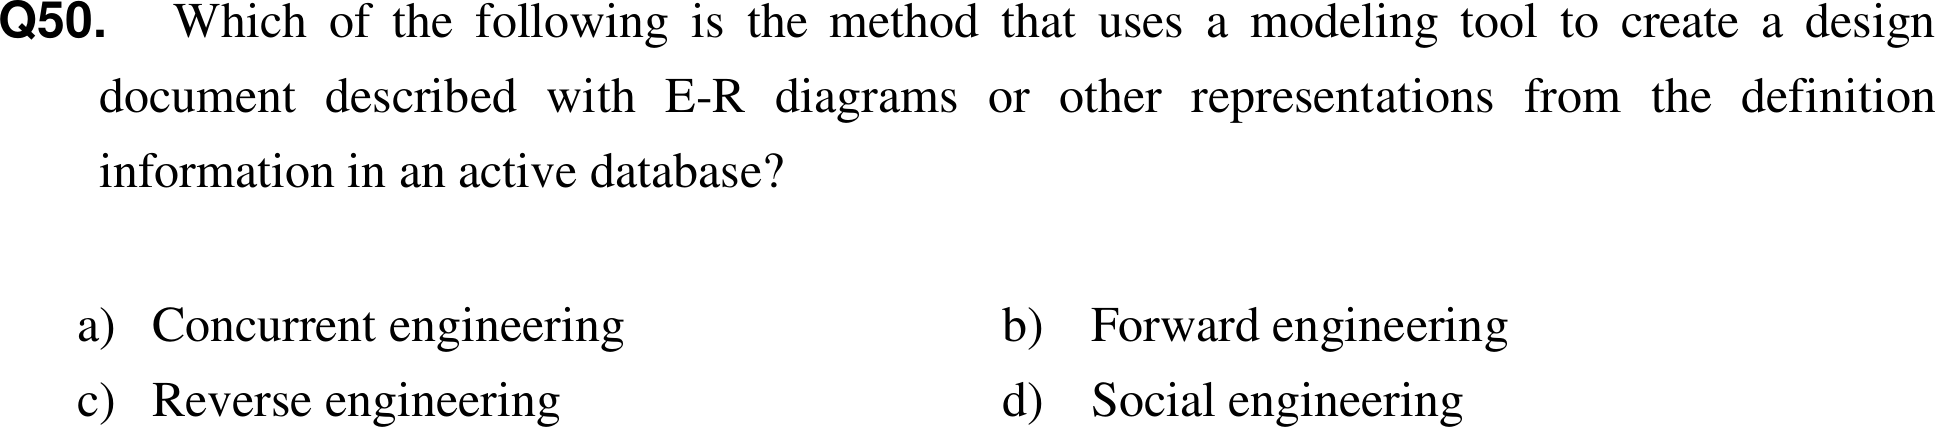 Q50. Which of the following is the method that uses a modeling tool to create a design
document described with E-R diagrams or other representations from the definition
information in an active database?
a) Concurrent engineering b) Forward engineering
c) Reverse engineering d) Social engineering